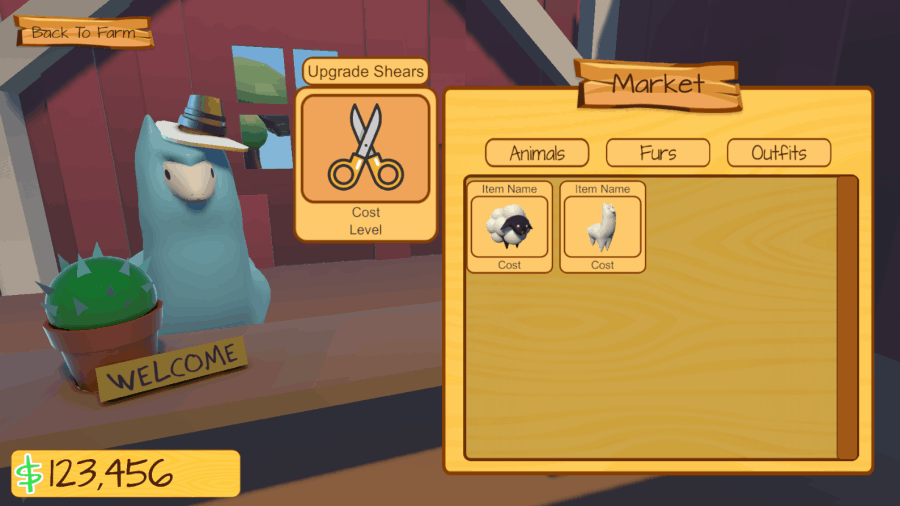 Back To Farm
Upgrade Shears
Cost
Level
Market
Animals
Furs
Outfits
Item Name
Item Name
Cost
Cost
WELCOME
$123,456